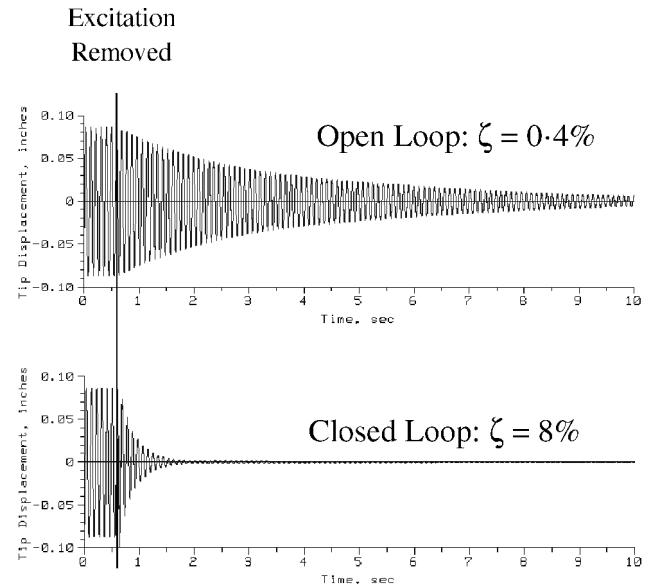 Excitation
Removed
Tip Displacement, inches
0.10
0.05
0
-0.05
-0.10
Open Loop: ζ = 0·4%
0 1 2 3 4 5 6 7 8 9 10
Time, sec
Tip Displacement, inches
0.10
0.05
0
-0.05
-0.10
Closed Loop: ζ = 8%
0 1 2 3 4 5 6 7 8 9 10
Time, sec